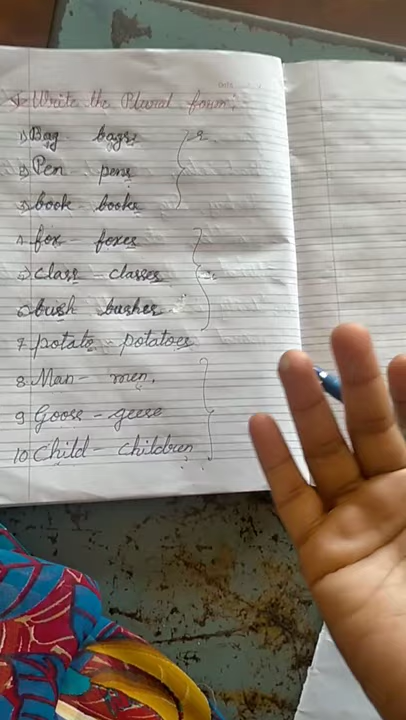 I. Write the Plural form:
1) Bag bags
2) Pen - pens
3) book - books
4. fox - foxes
5) class - classes
6 bush bushes
7. potato - potatoes
8. Man - men.
9 Goose - geese
10 Child - Children